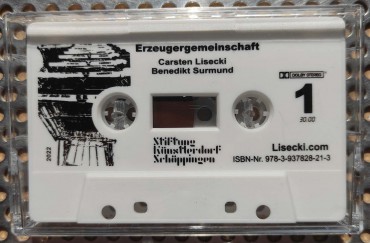 Erzeugergemeinschaft
Carsten Lisecki
Benedikt Surmund
DOLBY STEREO
1
30:00
2022
Stiftung
Künstlerdorf
Schöppingen
Lisecki.com
ISBN-Nr. 978-3-937828-21-3